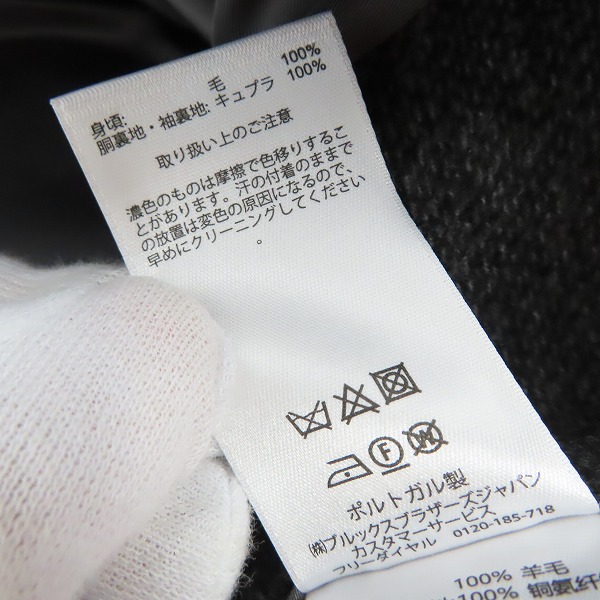 身頃: 毛 100%
胴裏地・袖裏地: キュプラ 100%
取り扱い上のご注意
濃色のものは摩擦で色移りするこ
とがあります。汗の付着のままで
の放置は変色の原因になるので、
早めにクリーニングしてください
。
F
W
ポルトガル製
㈱ブルックスブラザーズジャパン
カスタマーサービス
フリーダイヤル 0120-185-718
100% 羊毛
100% 铜氨纤